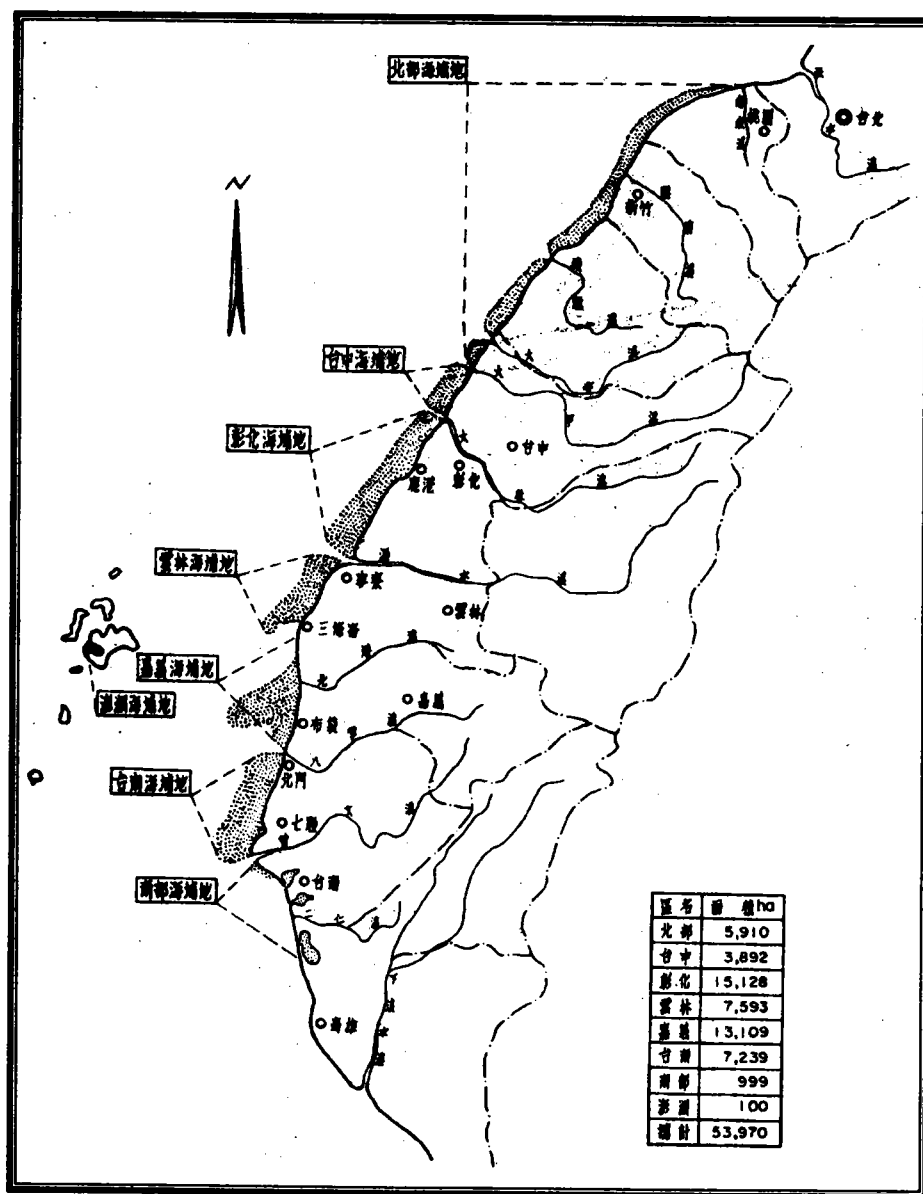 北部海埔地
N
桃園
台北
新竹
台中海埔地
彰化海埔地
台中
鹿港
彰化
雲林海埔地
麥寮
雲林
三條崙
嘉義海埔地
澎湖海埔地
嘉義
布袋
台南海埔地
北門
七股
南部海埔地
台南
高雄
區名 面積ha
北部 5,910
台中 3,892
彰化 15,128
雲林 7,593
嘉義 13,109
台南 7,239
南部 999
澎湖 100
總計 53,970